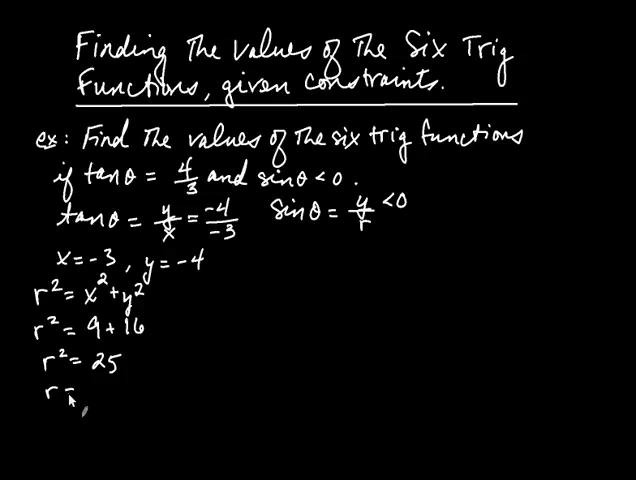 Finding The values of The Six Trig
Functions, given constraints.
ex: Find The values of the six trig functions
if tanθ = 4/3 and sinθ < 0.
tanθ = y/x = -4/-3 sinθ = y/r < 0
x = -3, y = -4
r² = x² + y²
r² = 9 + 16
r² = 25
r =